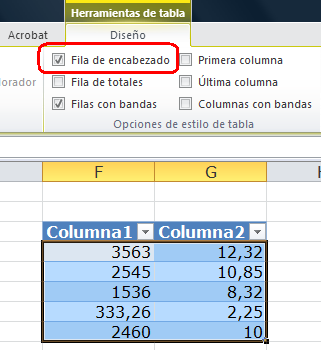 Herramientas de tabla
Acrobat Diseño
Fila de encabezado Primera columna
Fila de totales Última columna
Filas con bandas Columnas con bandas
Opciones de estilo de tabla
F G
Columna1 Columna2
3563 12,32
2545 10,85
1536 8,32
333,26 2,25
2460 10